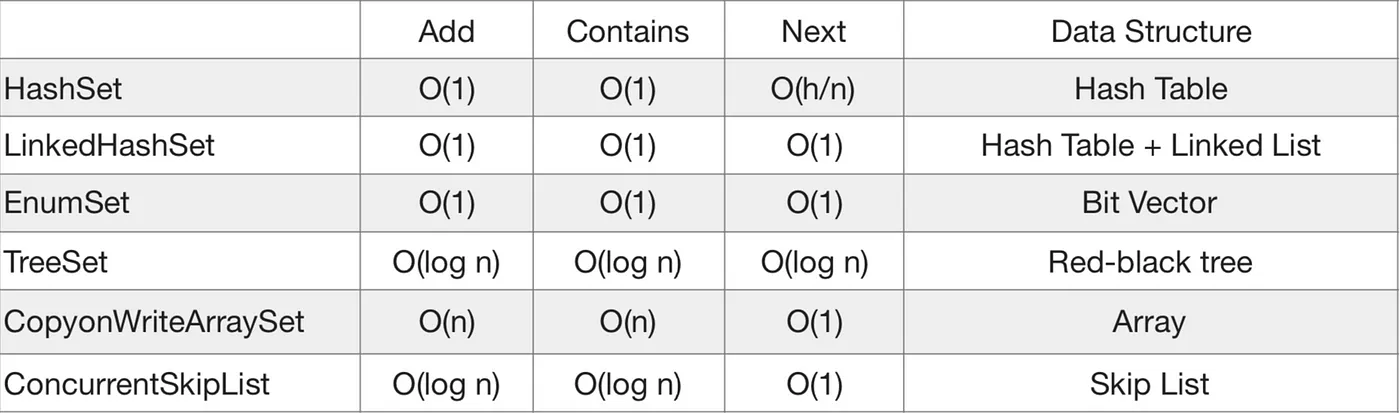 Add Contains Next Data Structure
HashSet O(1) O(1) O(h/n) Hash Table
LinkedHashSet O(1) O(1) O(1) Hash Table + Linked List
EnumSet O(1) O(1) O(1) Bit Vector
TreeSet O(log n) O(log n) O(log n) Red-black tree
CopyonWriteArraySet O(n) O(n) O(1) Array
ConcurrentSkipList O(log n) O(log n) O(1) Skip List